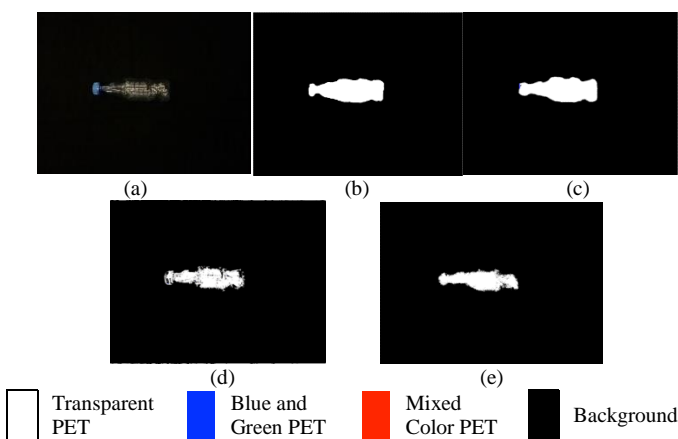 (a)
(b)
(c)
(d)
(e)
Transparent
PET
Blue and
Green PET
Mixed
Color PET
Background